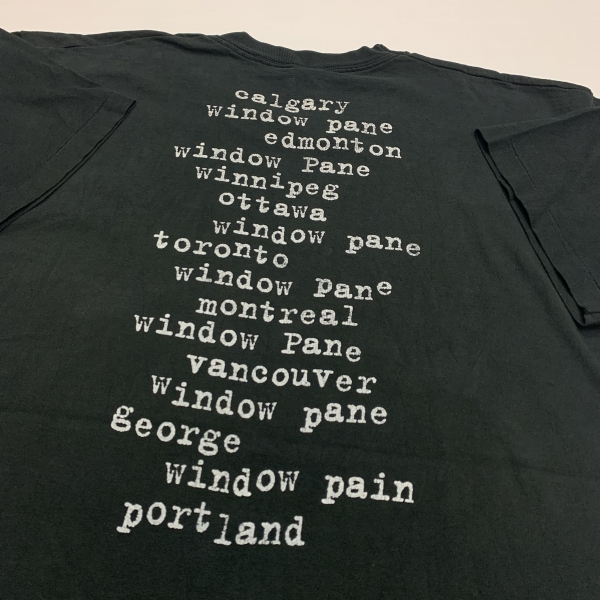 calgary
window pane
edmonton
window Pane
winnipeg
ottawa
window pane
toronto
window pane
montreal
window Pane
vancouver
window pane
george
window pain
portland